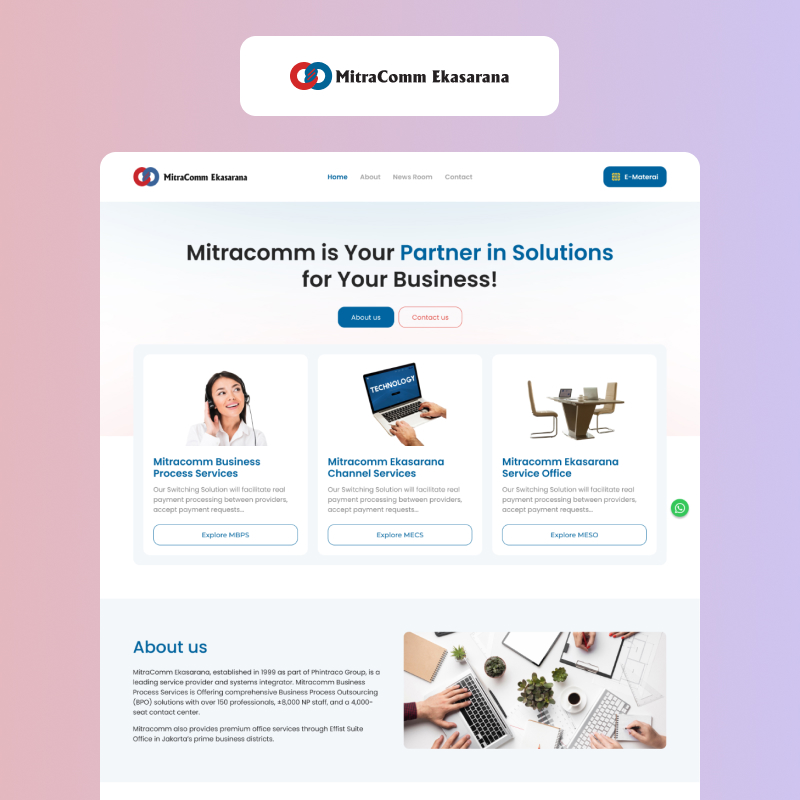 MitraComm Ekasarana
MitraComm Ekasarana
Home About News Room Contact
E-Materai
Mitracomm is Your Partner in Solutions
for Your Business!
About us
Contact us
TECHNOLOGY
Mitracomm Business
Process Services
Our Switching Solution will facilitate real
payment processing between providers,
accept payment requests...
Explore MBPS
Mitracomm Ekasarana
Channel Services
Our Switching Solution will facilitate real
payment processing between providers,
accept payment requests...
Explore MECS
Mitracomm Ekasarana
Service Office
Our Switching Solution will facilitate real
payment processing between providers,
accept payment requests...
Explore MESO
About us
MitraComm Ekasarana, established in 1999 as part of Phintraco Group, is a
leading service provider and systems integrator. Mitracomm Business
Process Services is Offering comprehensive Business Process Outsourcing
(BPO) solutions with over 150 professionals, ±8,000 NP staff, and a 4,000-
seat contact center.
Mitracomm also provides premium office services through Effist Suite
Office in Jakarta's prime business districts.